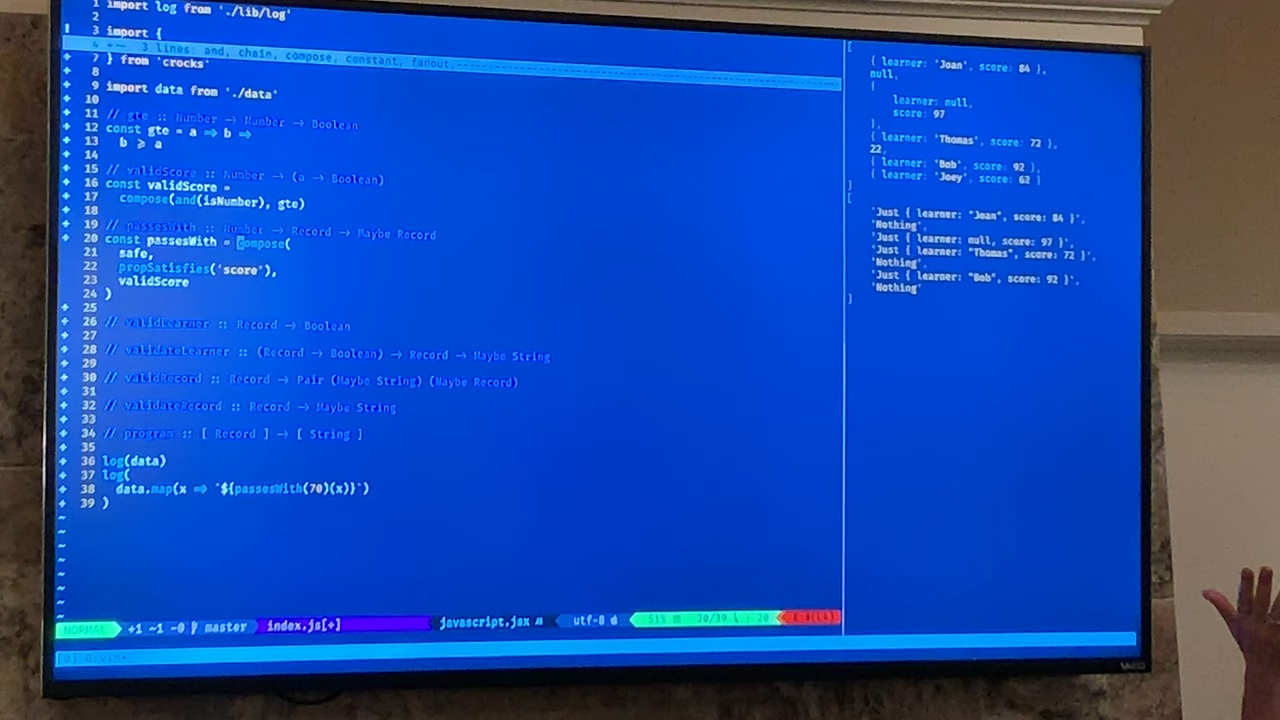 1 import log from './lib/log'
2
3 import {
4 +-- 3 lines: and, chain, compose, constant, fanout,
7 } from 'crocks'
8
9 import data from './data'
10
11 // gte :: Number -> Number -> Boolean
12 const gte = a => b =>
13 b >= a
14
15 // validScore :: Number -> (a -> Boolean)
16 const validScore =
17 compose(and(isNumber), gte)
18
19 // passesWith :: Number -> Record -> Maybe Record
20 const passesWith = compose(
21 safe,
22 propSatisfies('score'),
23 validScore
24 )
25
26 // validLearner :: Record -> Boolean
27
28 // validateLearner :: (Record -> Boolean) -> Record -> Maybe String
29
30 // validRecord :: Record -> Pair (Maybe String) (Maybe Record)
31
32 // validateRecord :: Record -> Maybe String
33
34 // program :: [ Record ] -> [ String ]
35
36 log(data)
37 log(
38 data.map(x => `${passesWith(70)(x)}`)
39 )
NORMAL +1 ~1 -0 master index.js[+] javascript.jsx utf-8 51% 20/39 : 20
[
{ learner: 'Joan', score: 84 },
null,
{
learner: null,
score: 97
},
{ learner: 'Thomas', score: 72 },
22,
{ learner: 'Bob', score: 92 },
{ learner: 'Joey', score: 62 }
]
[
'Just { learner: "Joan", score: 84 }',
'Nothing',
'Just { learner: null, score: 97 }',
'Just { learner: "Thomas", score: 72 }',
'Nothing',
'Just { learner: "Bob", score: 92 }',
'Nothing'
]
VAIO